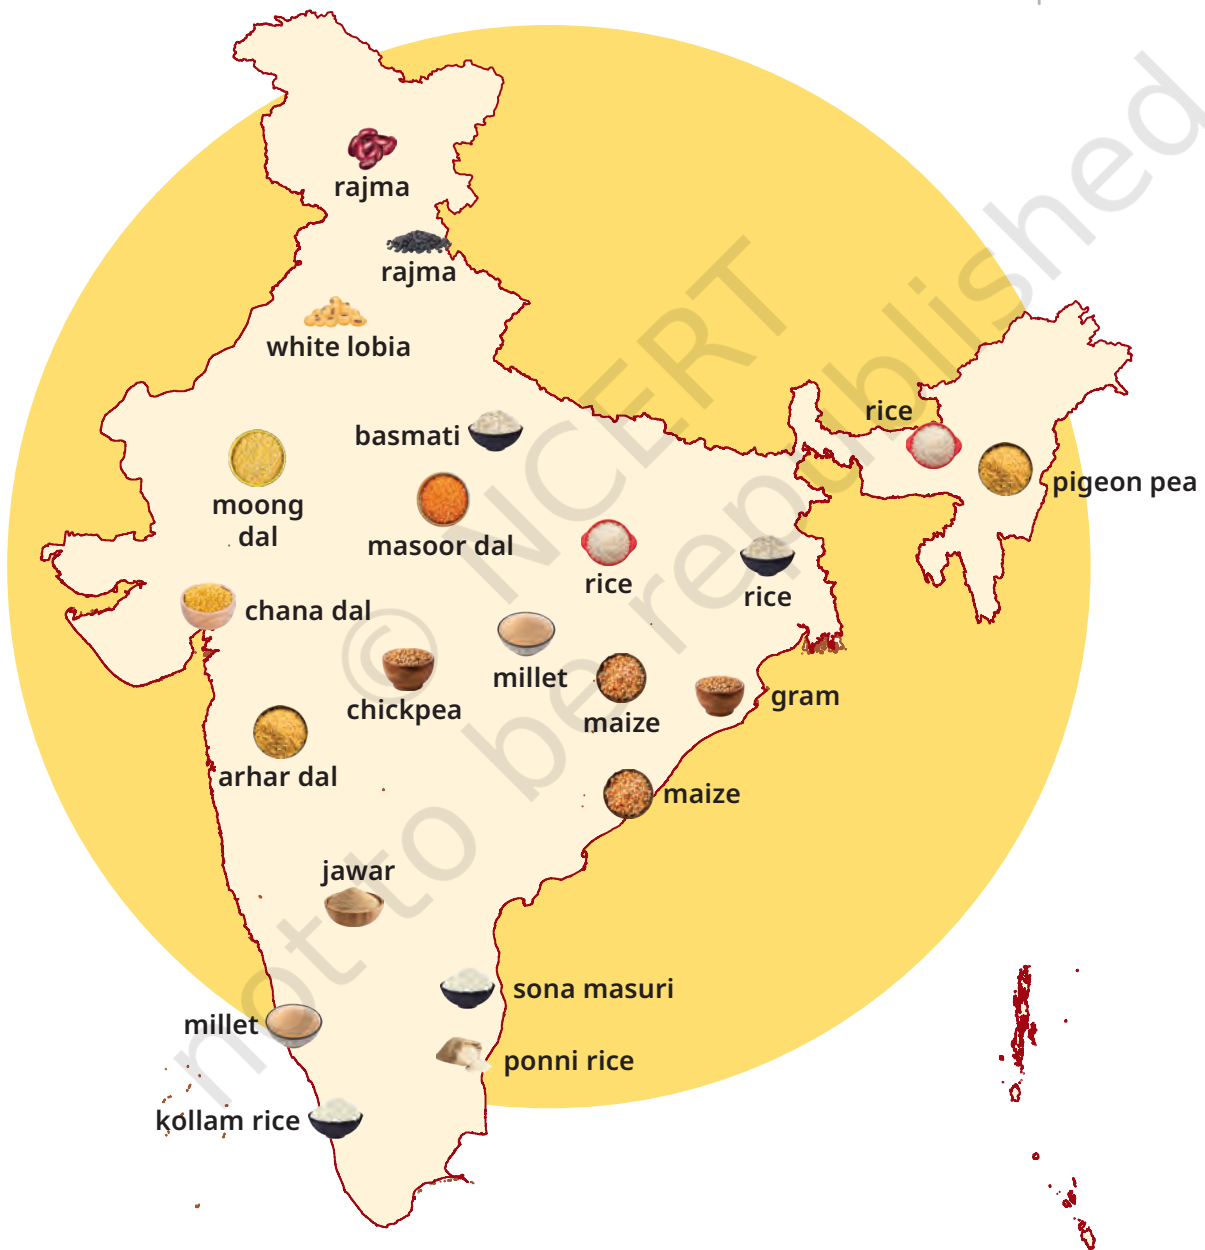 rajma
rajma
white lobia
rice
basmati
pigeon pea
moong
dal
masoor dal
rice
rice
chana dal
millet
gram
chickpea
maize
arhar dal
maize
jawar
sona masuri
millet
ponni rice
kollam rice
© NCERT
not to be republished